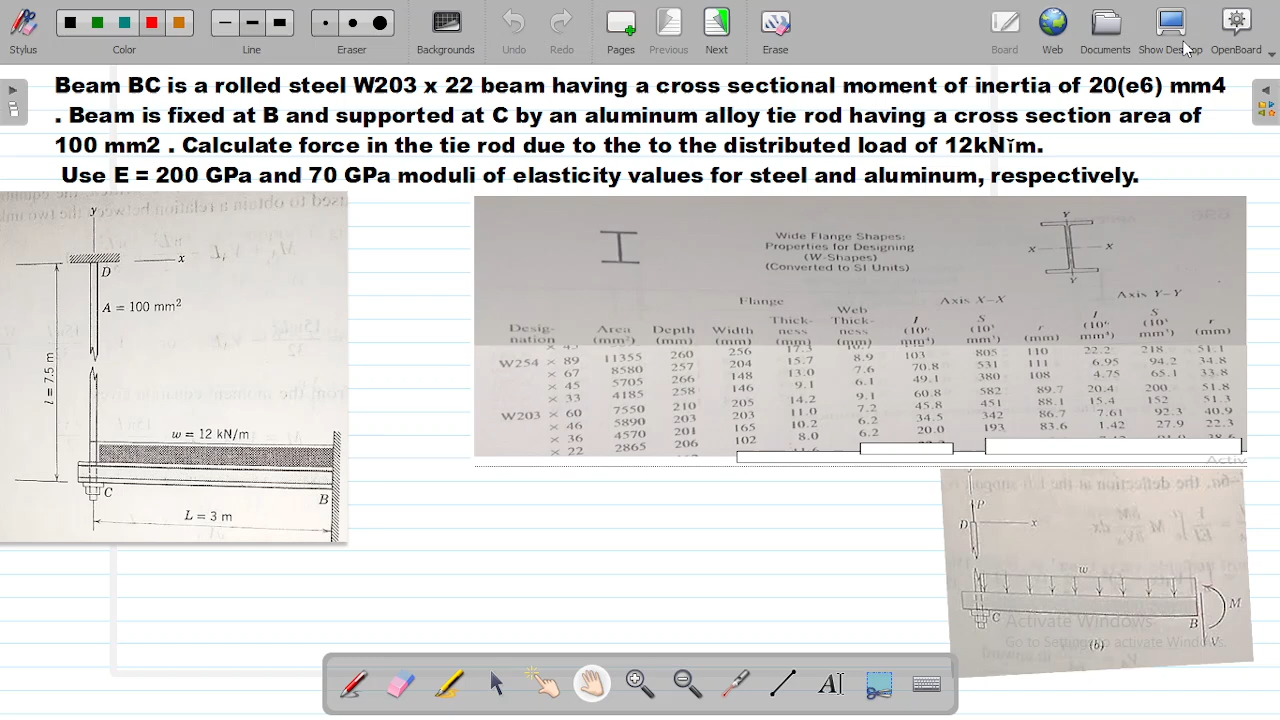 Stylus
Color
Line
Eraser
Backgrounds
Undo
Redo
Pages
Previous
Next
Erase
Board
Web
Documents
Show Desktop
OpenBoard
Beam BC is a rolled steel W203 x 22 beam having a cross sectional moment of inertia of 20(e6) mm4
. Beam is fixed at B and supported at C by an aluminum alloy tie rod having a cross section area of
100 mm2 . Calculate force in the tie rod due to the to the distributed load of 12kNĭm.
Use E = 200 GPa and 70 GPa moduli of elasticity values for steel and aluminum, respectively.
y
x
D
A = 100 mm²
l = 7.5 m
w = 12 kN/m
C
B
L = 3 m
Wide Flange Shapes:
Properties for Designing
(W-Shapes)
(Converted to SI Units)
Y
X X
Y
Flange
Web
Axis X–X
Axis Y–Y
Desig-
nation
Area
(mm²)
Depth
(mm)
Width
(mm)
Thick-
ness
(mm)
Thick-
ness
(mm)
I
(10⁶
mm⁴)
S
(10³
mm³)
r
(mm)
I
(10⁶
mm⁴)
S
(10³
mm³)
r
(mm)
W254 × 89 11355 260 256 17.3 103 805 110 22.2 218 51.1
× 67 8580 257 204 15.7 8.9 70.8 531 111 6.95 94.2 34.8
× 45 5705 266 148 13.0 7.6 49.1 380 108 4.75 65.1 33.8
× 33 4185 258 146 9.1 6.1
W203 × 60 7550 210 205 14.2 9.1 60.8 582 89.7 20.4 200 51.8
× 46 5890 203 203 11.0 7.2 45.8 451 88.1 15.4 152 51.3
× 36 4570 201 165 10.2 6.2 34.5 342 86.7 7.61 92.3 40.9
× 22 2865 206 102 8.0 6.2 20.0 193 83.6 1.42 27.9 22.3
P
D
x
w
C
B
M
V
(b)
Activate Windows
Go to Settings to activate Windows.